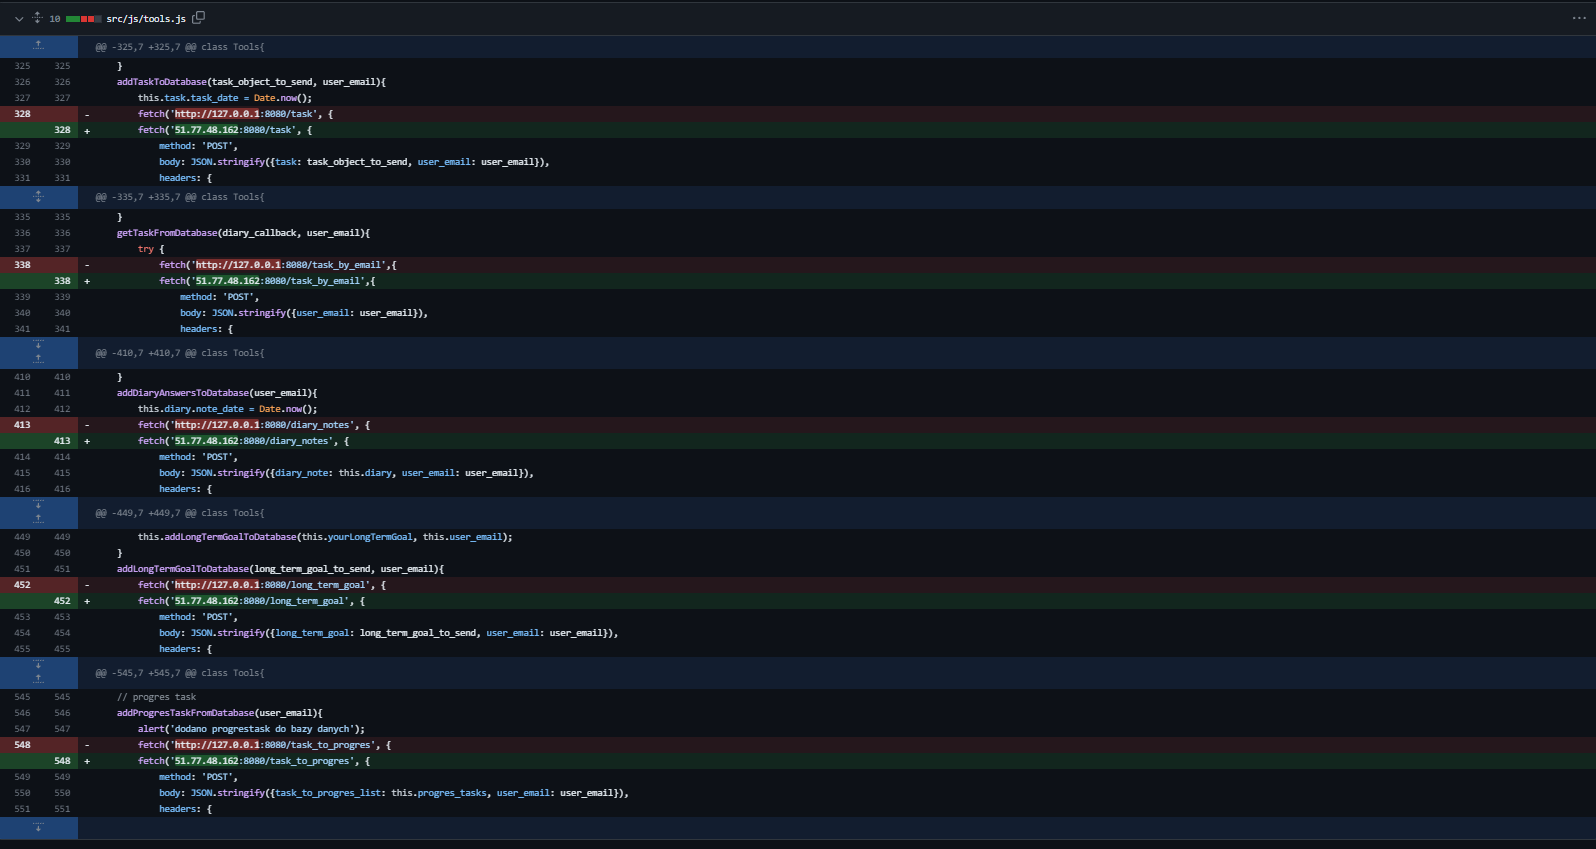 10 src/js/tools.js
@@ -325,7 +325,7 @@ class Tools{
325 325 }
326 326 addTaskToDatabase(task_object_to_send, user_email){
327 327 this.task.task_date = Date.now();
328 - fetch('http://127.0.0.1:8080/task', {
328 + fetch('51.77.48.162:8080/task', {
329 329 method: 'POST',
330 330 body: JSON.stringify({task: task_object_to_send, user_email: user_email}),
331 331 headers: {
@@ -335,7 +335,7 @@ class Tools{
335 335 }
336 336 getTaskFromDatabase(diary_callback, user_email){
337 337 try {
338 - fetch('http://127.0.0.1:8080/task_by_email',{
338 + fetch('51.77.48.162:8080/task_by_email',{
339 339 method: 'POST',
340 340 body: JSON.stringify({user_email: user_email}),
341 341 headers: {
@@ -410,7 +410,7 @@ class Tools{
410 410 }
411 411 addDiaryAnswersToDatabase(user_email){
412 412 this.diary.note_date = Date.now();
413 - fetch('http://127.0.0.1:8080/diary_notes', {
413 + fetch('51.77.48.162:8080/diary_notes', {
414 414 method: 'POST',
415 415 body: JSON.stringify({diary_note: this.diary, user_email: user_email}),
416 416 headers: {
@@ -449,7 +449,7 @@ class Tools{
449 449 this.addLongTermGoalToDatabase(this.yourLongTermGoal, this.user_email);
450 450 }
451 451 addLongTermGoalToDatabase(long_term_goal_to_send, user_email){
452 - fetch('http://127.0.0.1:8080/long_term_goal', {
452 + fetch('51.77.48.162:8080/long_term_goal', {
453 453 method: 'POST',
454 454 body: JSON.stringify({long_term_goal: long_term_goal_to_send, user_email: user_email}),
455 455 headers: {
@@ -545,7 +545,7 @@ class Tools{
545 545 // progres task
546 546 addProgresTaskFromDatabase(user_email){
547 547 alert('dodano progrestask do bazy danych');
548 - fetch('http://127.0.0.1:8080/task_to_progres', {
548 + fetch('51.77.48.162:8080/task_to_progres', {
549 549 method: 'POST',
550 550 body: JSON.stringify({task_to_progres_list: this.progres_tasks, user_email: user_email}),
551 551 headers: {